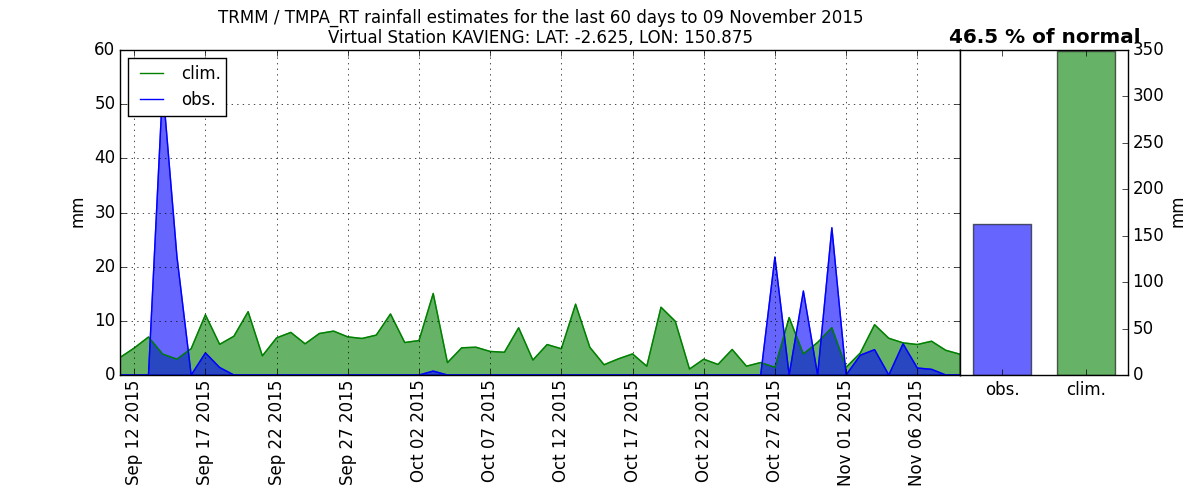 TRMM / TMPA_RT rainfall estimates for the last 60 days to 09 November 2015
Virtual Station KAVIENG: LAT: -2.625, LON: 150.875
46.5 % of normal
clim.
obs.
60
50
40
30
20
10
0
mm
Sep 12 2015
Sep 17 2015
Sep 22 2015
Sep 27 2015
Oct 02 2015
Oct 07 2015
Oct 12 2015
Oct 17 2015
Oct 22 2015
Oct 27 2015
Nov 01 2015
Nov 06 2015
350
300
250
200
150
100
50
0
mm
obs.
clim.